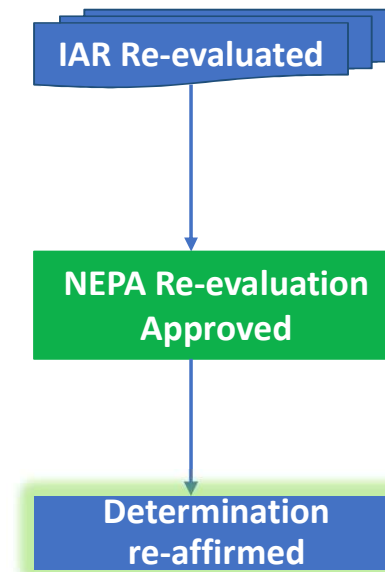 IAR Re-evaluated
NEPA Re-evaluation
Approved
Determination
re-affirmed